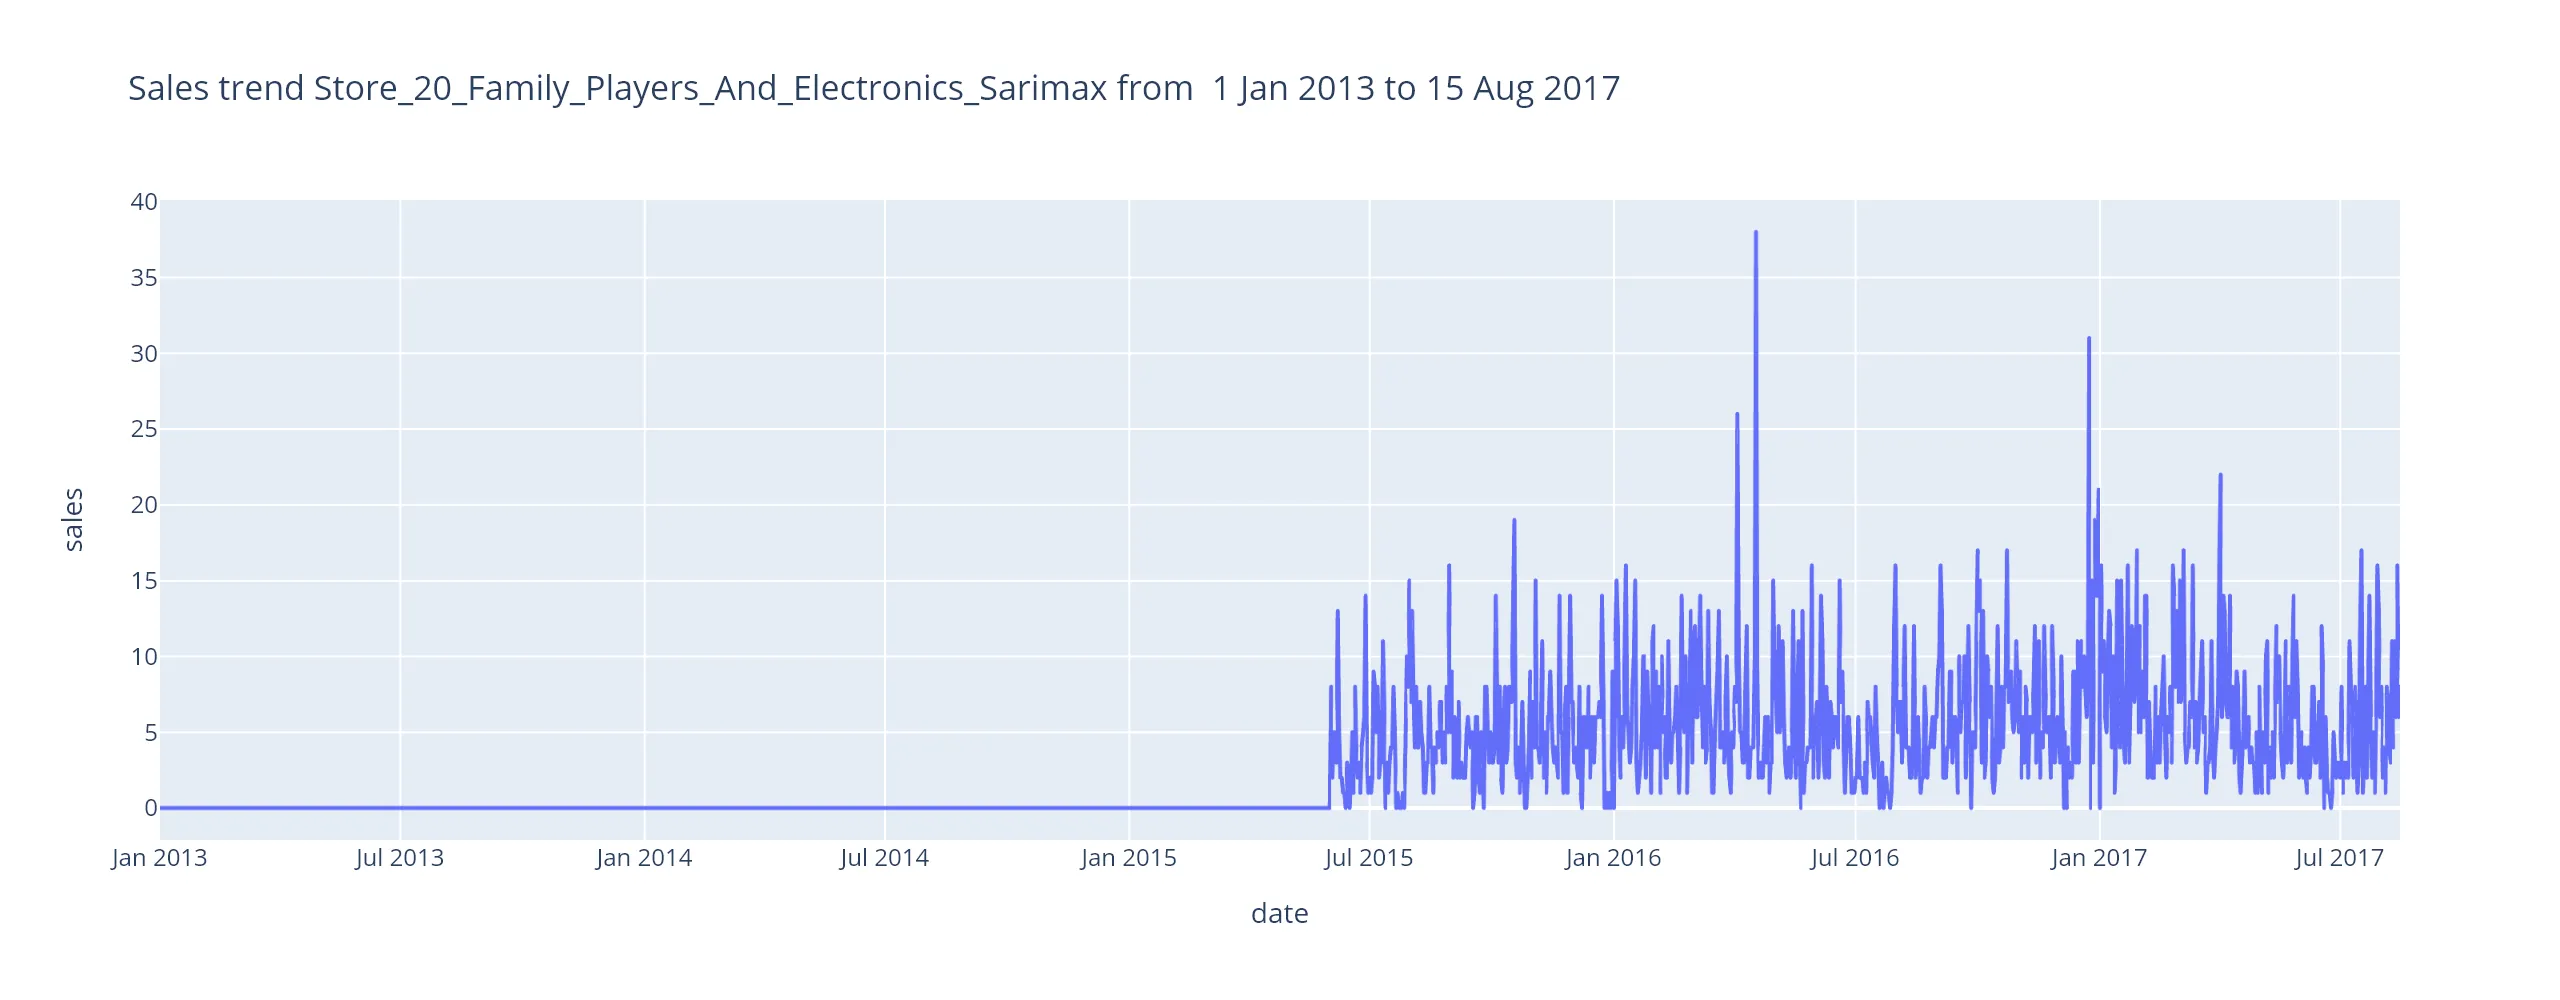 Sales trend Store_20_Family_Players_And_Electronics_Sarimax from  1 Jan 2013 to 15 Aug 2017
40
35
30
25
20
15
10
5
0
sales
Jan 2013 Jul 2013 Jan 2014 Jul 2014 Jan 2015 Jul 2015 Jan 2016 Jul 2016 Jan 2017 Jul 2017
date